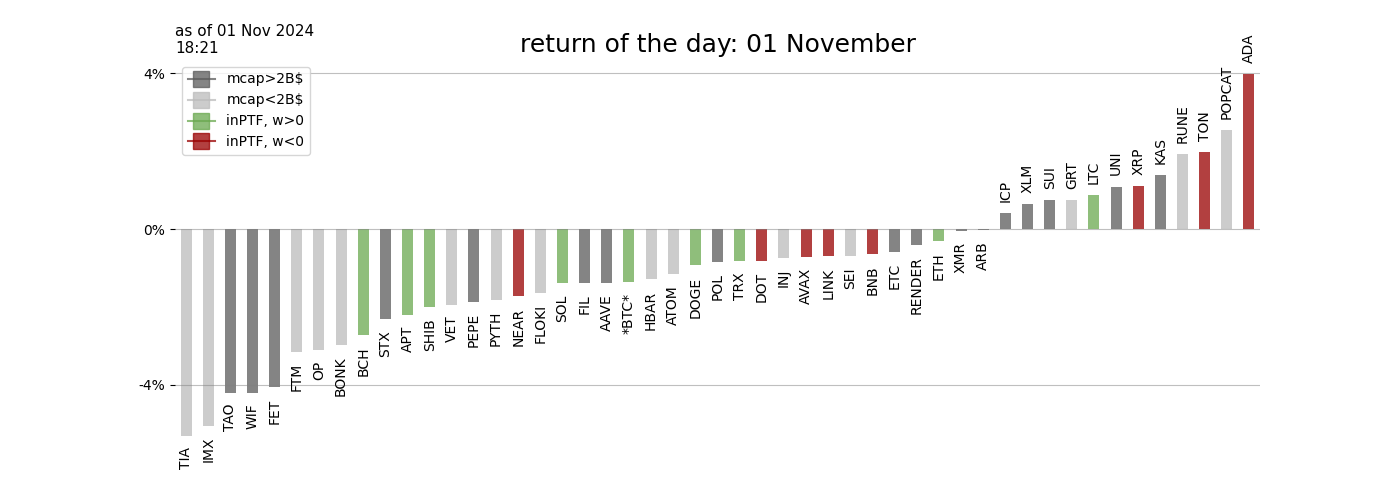 as of 01 Nov 2024
18:21
return of the day: 01 November
4%
0%
-4%
mcap>2B$
mcap<2B$
inPTF, w>0
inPTF, w<0
TIA
IMX
TAO
WIF
FET
FTM
OP
BONK
BCH
STX
APT
SHIB
VET
PEPE
PYTH
NEAR
FLOKI
SOL
FIL
AAVE
*BTC*
HBAR
ATOM
DOGE
POL
TRX
DOT
INJ
AVAX
LINK
SEI
BNB
ETC
RENDER
ETH
XMR
ARB
ICP
XLM
SUI
GRT
LTC
UNI
XRP
KAS
RUNE
TON
POPCAT
ADA